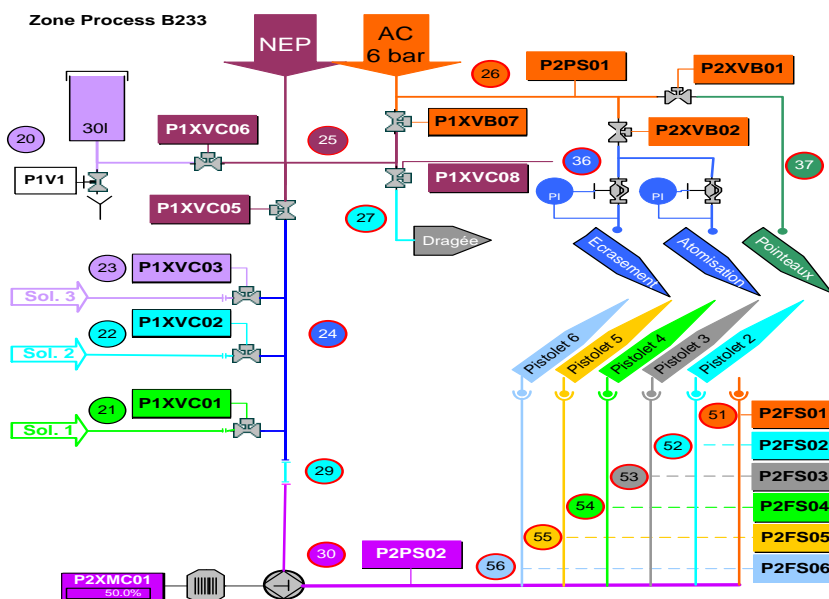 Zone Process B233
NEP
AC
6 bar
26
P2PS01
P2XVB01
30l
20
P1XVC06
25
P1XVB07
P2XVB02
P1V1
P1XVC08
36
37
P1XVC05
27
PI
PI
Dragée
Ecrasement
Atomisation
Pointeaux
23
P1XVC03
Sol. 3
22
P1XVC02
24
Sol. 2
21
P1XVC01
Sol. 1
Pistolet 6
Pistolet 5
Pistolet 4
Pistolet 3
Pistolet 2
51
P2FS01
52
P2FS02
29
53
P2FS03
54
P2FS04
55
P2FS05
30
P2PS02
56
P2FS06
P2XMC01
50.0%